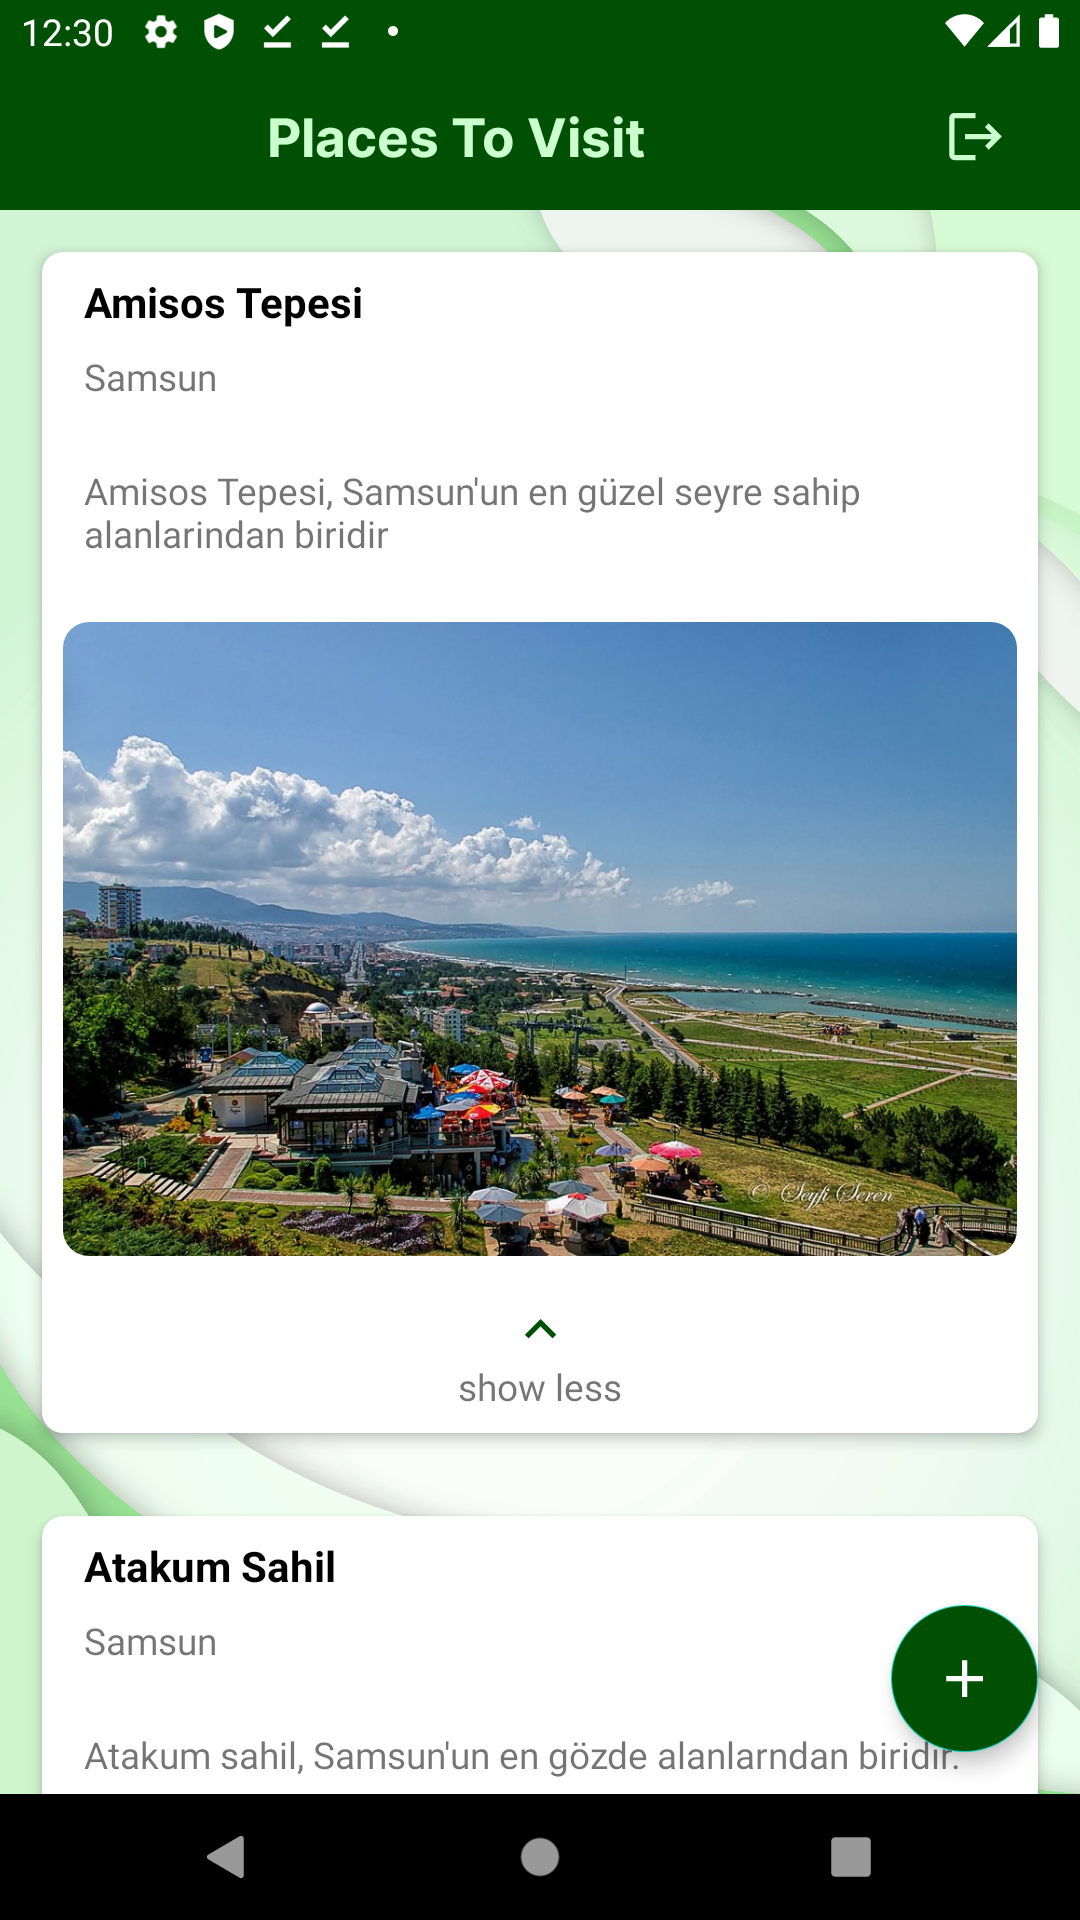 12:30
Places To Visit
Amisos Tepesi
Samsun
Amisos Tepesi, Samsun'un en güzel seyre sahip
alanlarindan biridir
© Seyfi Seren
show less
Atakum Sahil
Samsun
Atakum sahil, Samsun'un en gözde alanlarndan biridir.